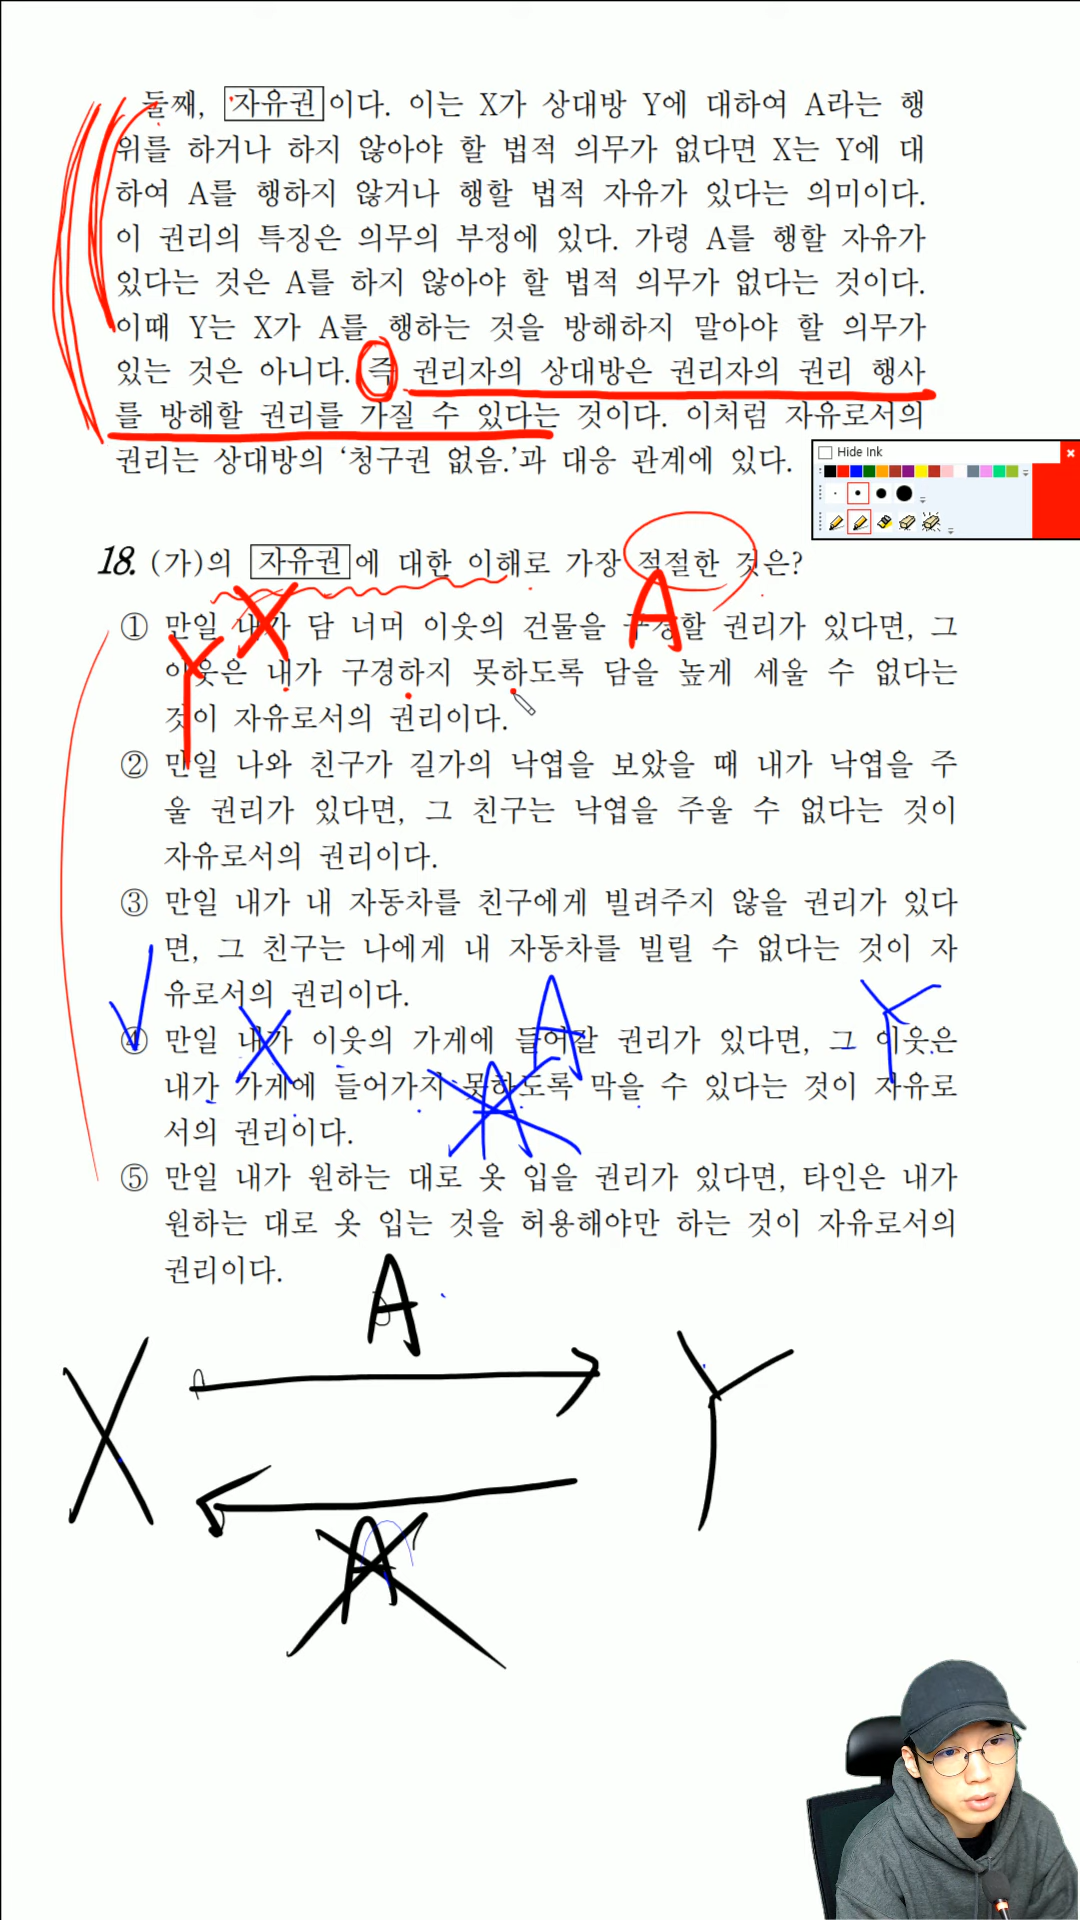 둘째, 자유권이다. 이는 X가 상대방 Y에 대하여 A라는 행
위를 하거나 하지 않아야 할 법적 의무가 없다면 X는 Y에 대
하여 A를 행하지 않거나 행할 법적 자유가 있다는 의미이다.
이 권리의 특징은 의무의 부정에 있다. 가령 A를 행할 자유가
있다는 것은 A를 하지 않아야 할 법적 의무가 없다는 것이다.
이때 Y는 X가 A를 행하는 것을 방해하지 말아야 할 의무가
있는 것은 아니다. 즉 권리자의 상대방은 권리자의 권리 행사
를 방해할 권리를 가질 수 있다는 것이다. 이처럼 자유로서의
권리는 상대방의 ‘청구권 없음.’과 대응 관계에 있다.
Hide Ink
18. (가)의 자유권에 대한 이해로 가장 적절한 것은?
X
A
① 만일 내가 담 너머 이웃의 건물을 구경할 권리가 있다면, 그
Y
이웃은 내가 구경하지 못하도록 담을 높게 세울 수 없다는
것이 자유로서의 권리이다.
② 만일 나와 친구가 길가의 낙엽을 보았을 때 내가 낙엽을 주
울 권리가 있다면, 그 친구는 낙엽을 주울 수 없다는 것이
자유로서의 권리이다.
③ 만일 내가 내 자동차를 친구에게 빌려주지 않을 권리가 있다
면, 그 친구는 나에게 내 자동차를 빌릴 수 없다는 것이 자
유로서의 권리이다.
X A Y
④ 만일 내가 이웃의 가게에 들어갈 권리가 있다면, 그 이웃은
내가 가게에 들어가지 못하도록 막을 수 있다는 것이 자유로
A
서의 권리이다.
⑤ 만일 내가 원하는 대로 옷 입을 권리가 있다면, 타인은 내가
원하는 대로 옷 입는 것을 허용해야만 하는 것이 자유로서의
권리이다.
A
X Y
A